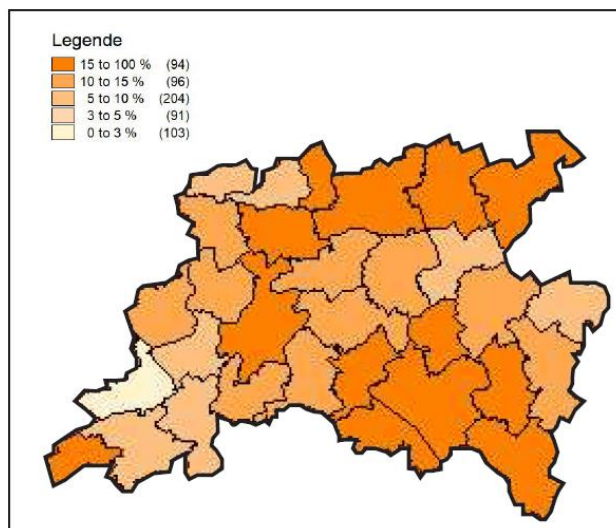 Legende
15 to 100 % (94)
10 to 15 % (96)
5 to 10 % (204)
3 to 5 % (91)
0 to 3 % (103)